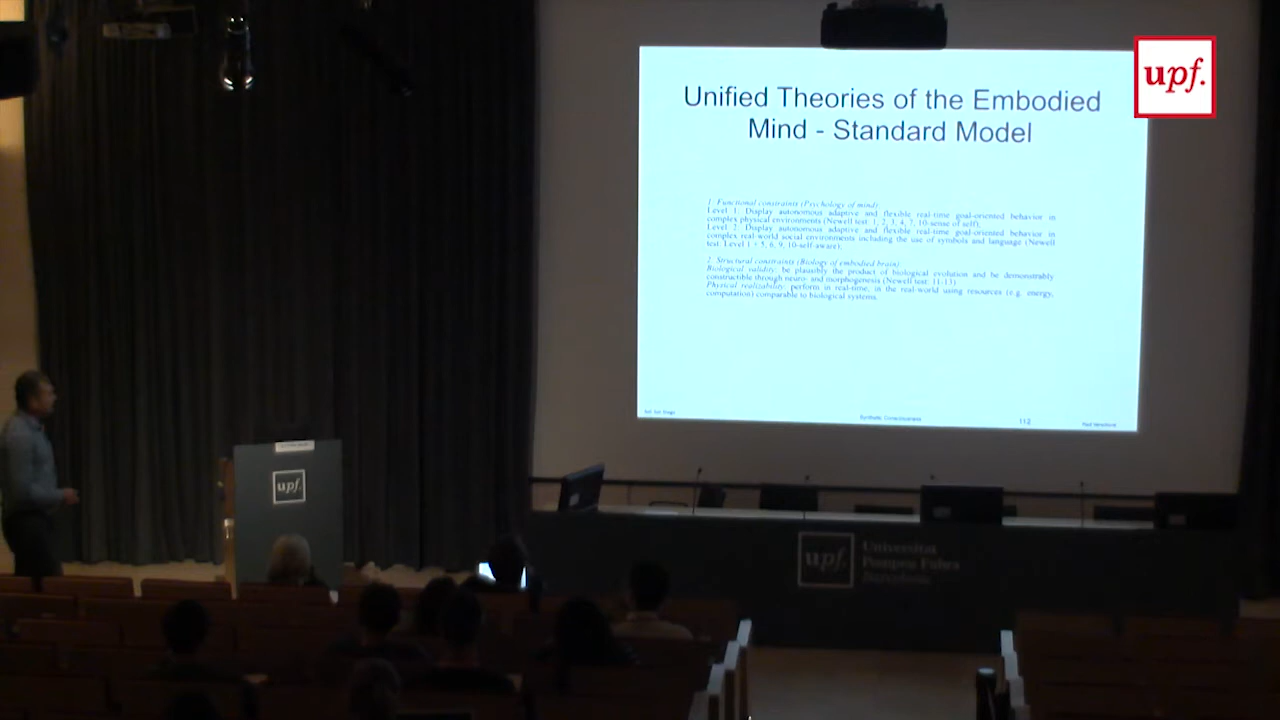 upf.
Unified Theories of the Embodied
Mind - Standard Model
1. Functional constraints (Psychology of mind)
Level 1. Display autonomous adaptive and flexible real-time goal-oriented behavior in
complex physical environments (Newell test: 1, 2, 3, 4, 7, 10-sense of self).
Level 2. Display autonomous adaptive and flexible real-time goal-oriented behavior in
complex real world social environments including the use of symbols and language (Newell
test: Level 1 + 5, 6, 9, 10-self-aware).
2. Structural constraints (Biology of embodied brain)
Biological validity: be plausibly the product of biological evolution and be demonstrably
constructible through neuro- and morphogenesis (Newell test: 11-13)
Physical realizability: perform in real-time, in the real world using resources (e.g. energy,
computation) comparable to biological systems.
Synthetic Consciousness
112
upf.
upf.
Universitat
Pompeu Fabra
Barcelona